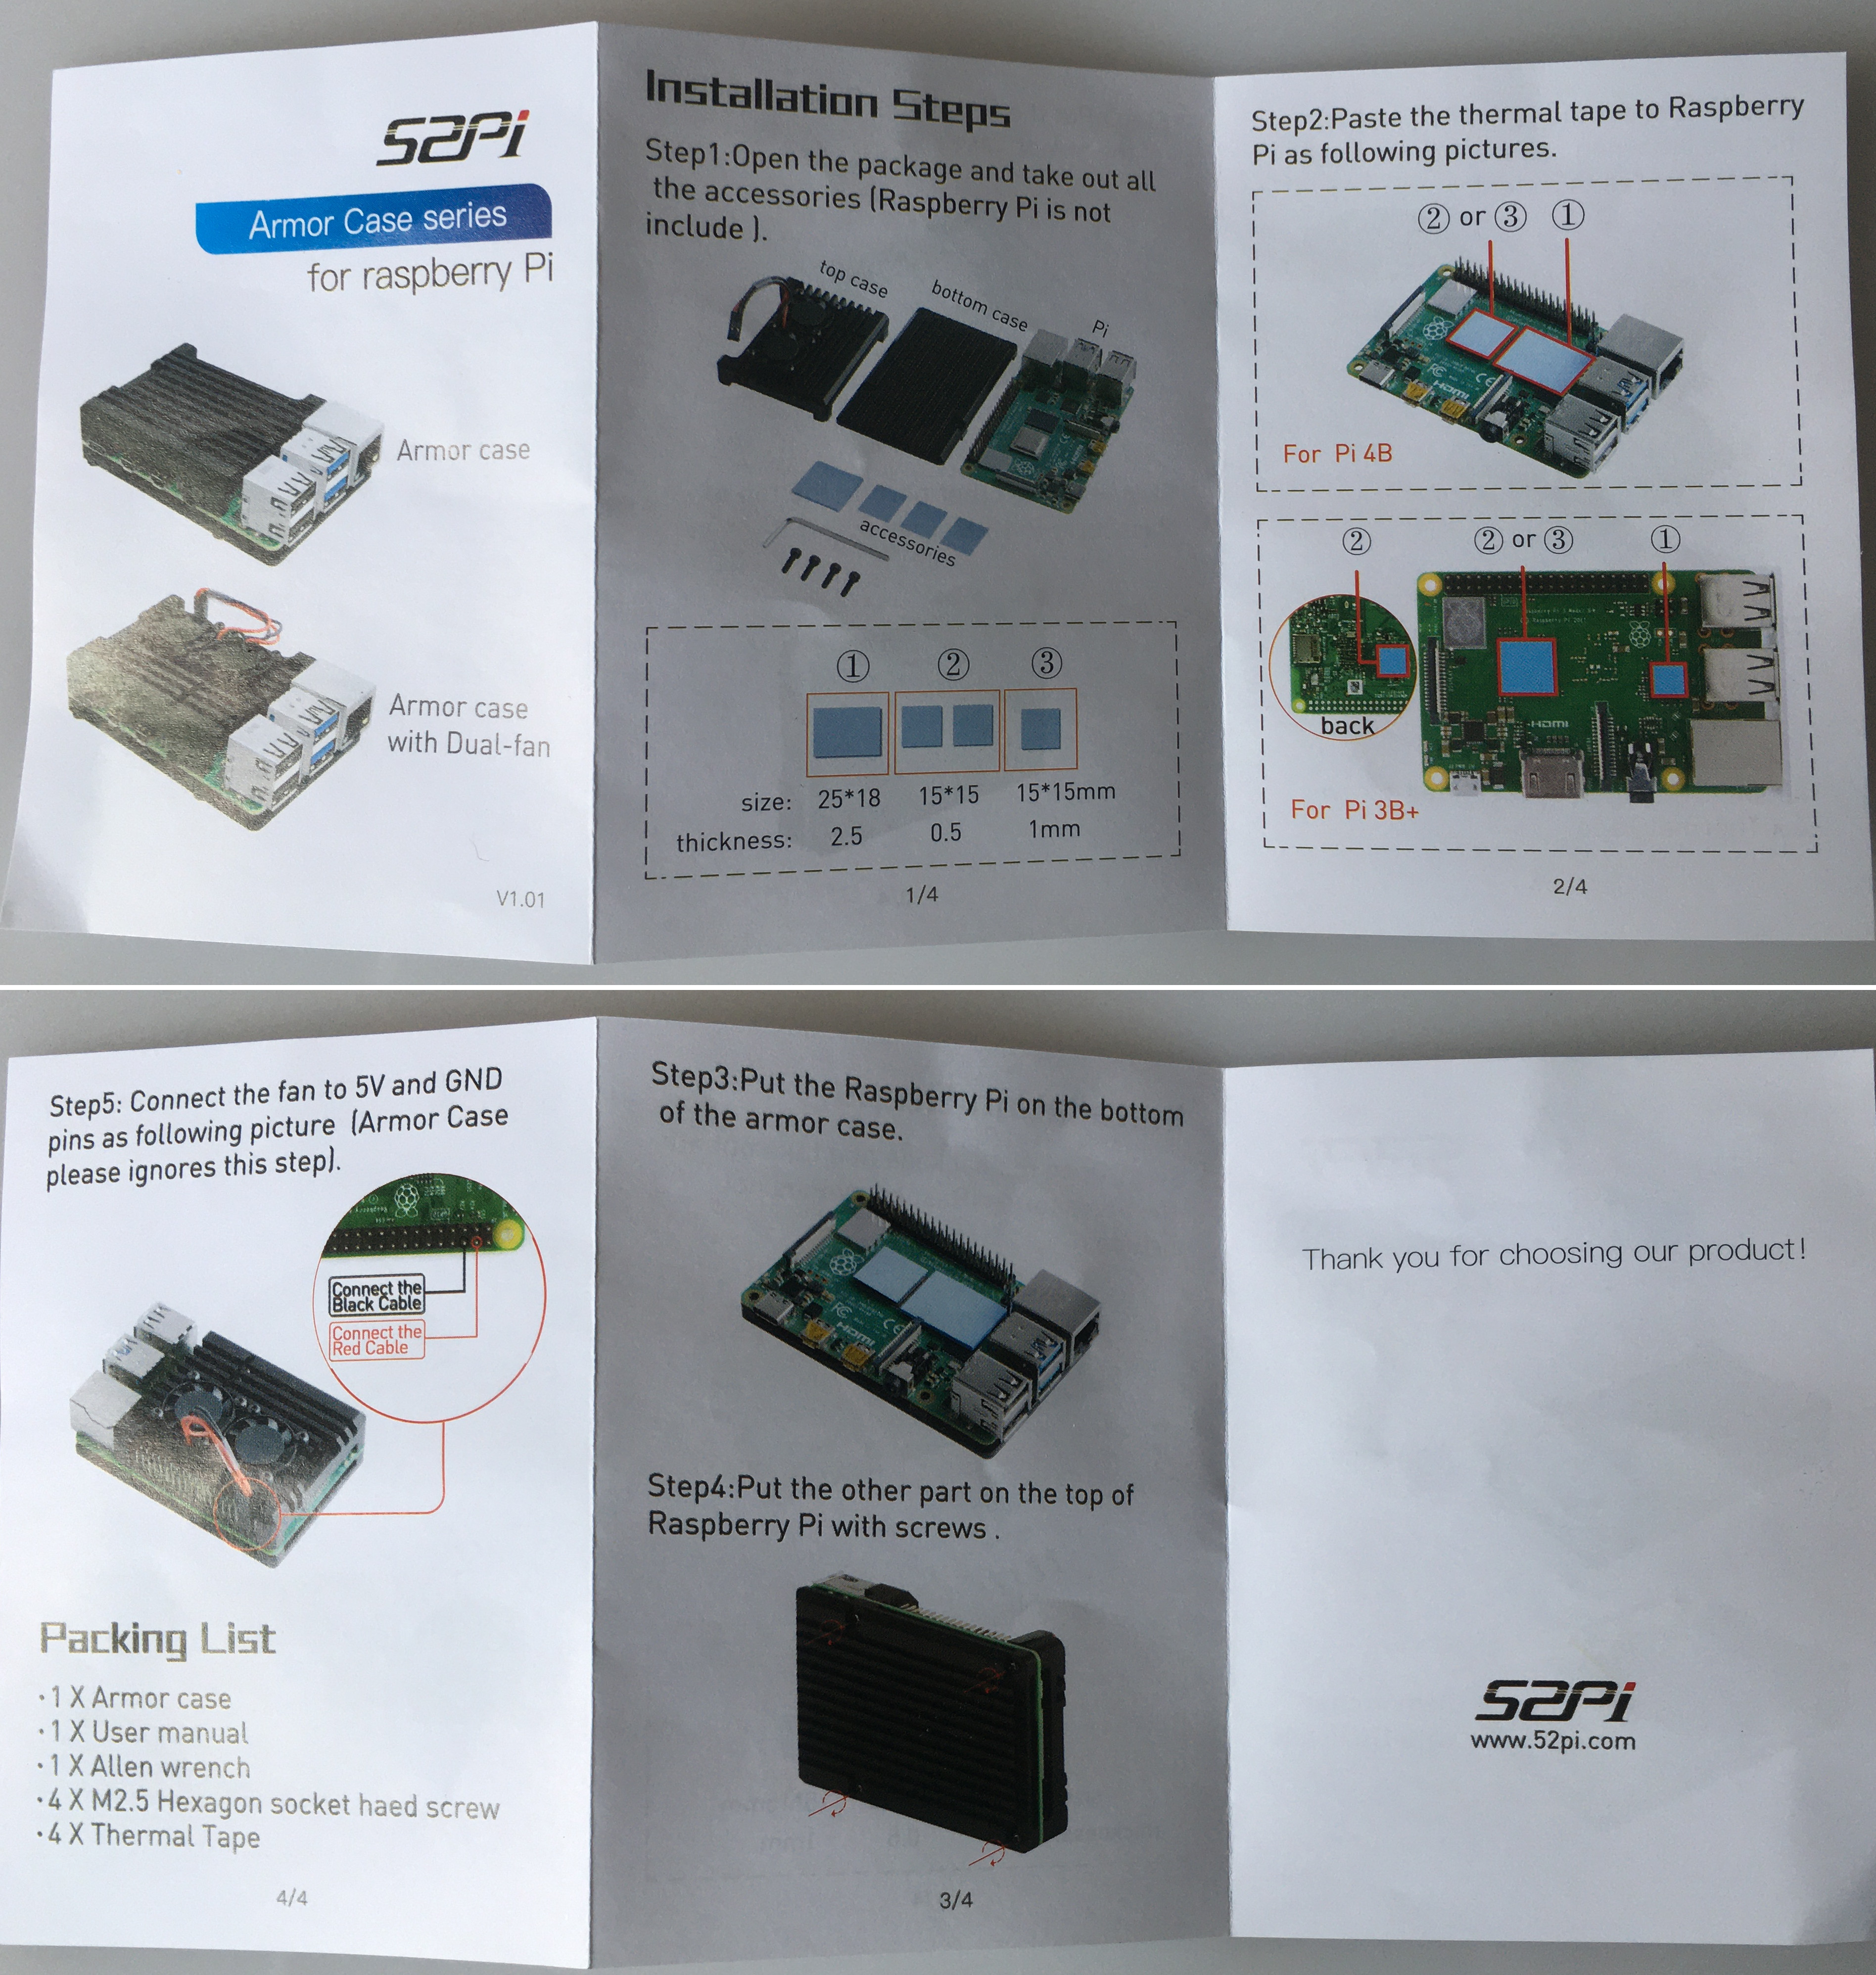 52Pi
Armor Case series
for raspberry Pi
Armor case
Armor case
with Dual-fan
V1.01
Installation Steps
Step1:Open the package and take out all
the accessories (Raspberry Pi is not
include ).
top case
bottom case
Pi
accessories
① ② ③
size: 25*18 15*15 15*15mm
thickness: 2.5 0.5 1mm
1/4
Step2:Paste the thermal tape to Raspberry
Pi as following pictures.
② or ③ ①
HDMI
For Pi 4B
② ② or ③ ①
back
HDMI
For Pi 3B+
2/4
Step5: Connect the fan to 5V and GND
pins as following picture (Armor Case
please ignores this step).
Connect the
Black Cable
Connect the
Red Cable
Packing List
·1 X Armor case
·1 X User manual
·1 X Allen wrench
·4 X M2.5 Hexagon socket haed screw
·4 X Thermal Tape
4/4
Step3:Put the Raspberry Pi on the bottom
of the armor case.
HDMI
Step4:Put the other part on the top of
Raspberry Pi with screws .
3/4
Thank you for choosing our product!
52Pi
www.52pi.com